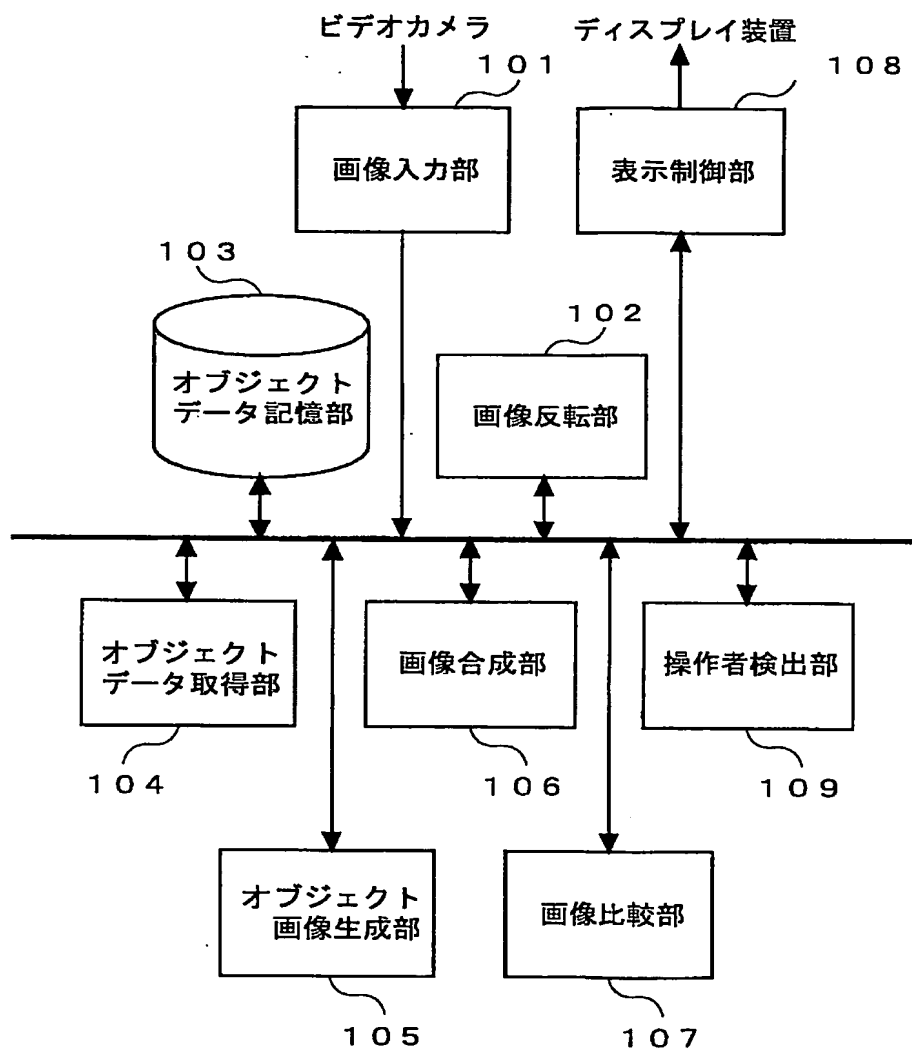 ビデオカメラ
ディスプレイ装置
１０１
１０８
画像入力部
表示制御部
１０３
１０２
オブジェクト
データ記憶部
画像反転部
オブジェクト
データ取得部
画像合成部
操作者検出部
１０４
１０６
１０９
オブジェクト
画像生成部
画像比較部
１０５
１０７